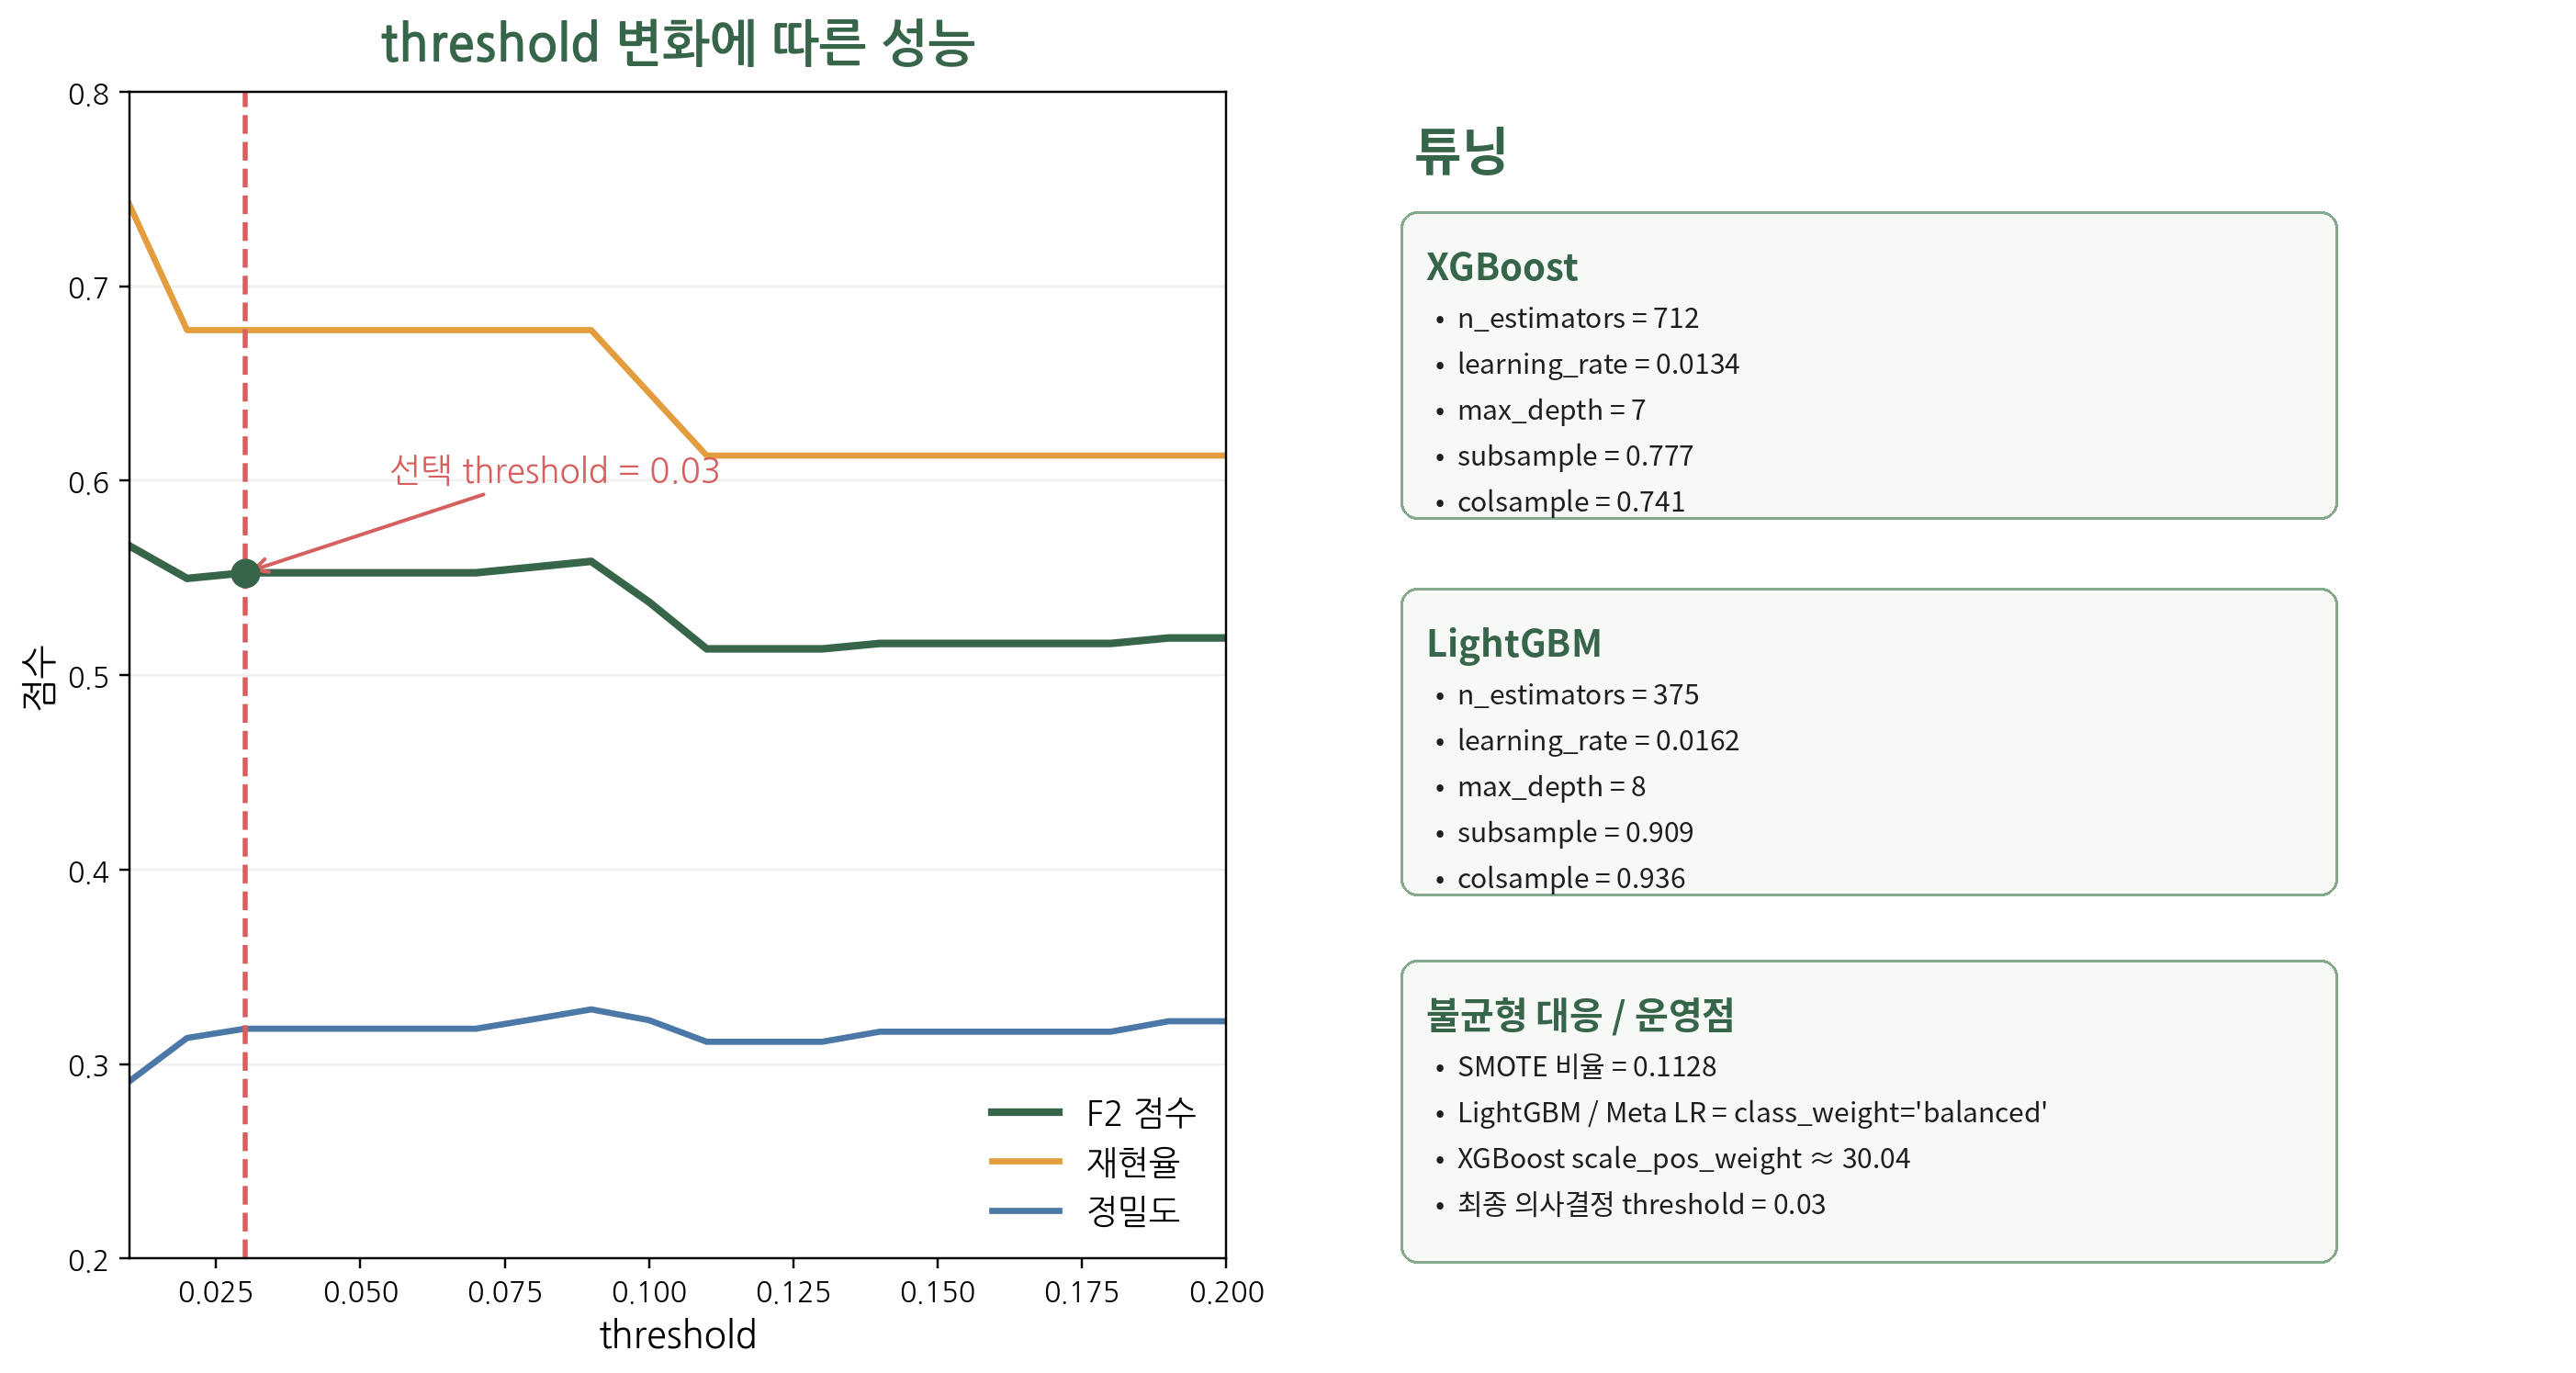 threshold 변화에 따른 성능
점수
0.8
0.7
0.6
0.5
0.4
0.3
0.2
선택 threshold = 0.03
F2 점수
재현율
정밀도
0.025 0.050 0.075 0.100 0.125 0.150 0.175 0.200
threshold
튜닝
XGBoost
• n_estimators = 712
• learning_rate = 0.0134
• max_depth = 7
• subsample = 0.777
• colsample = 0.741
LightGBM
• n_estimators = 375
• learning_rate = 0.0162
• max_depth = 8
• subsample = 0.909
• colsample = 0.936
불균형 대응 / 운영점
• SMOTE 비율 = 0.1128
• LightGBM / Meta LR = class_weight='balanced'
• XGBoost scale_pos_weight ≈ 30.04
• 최종 의사결정 threshold = 0.03